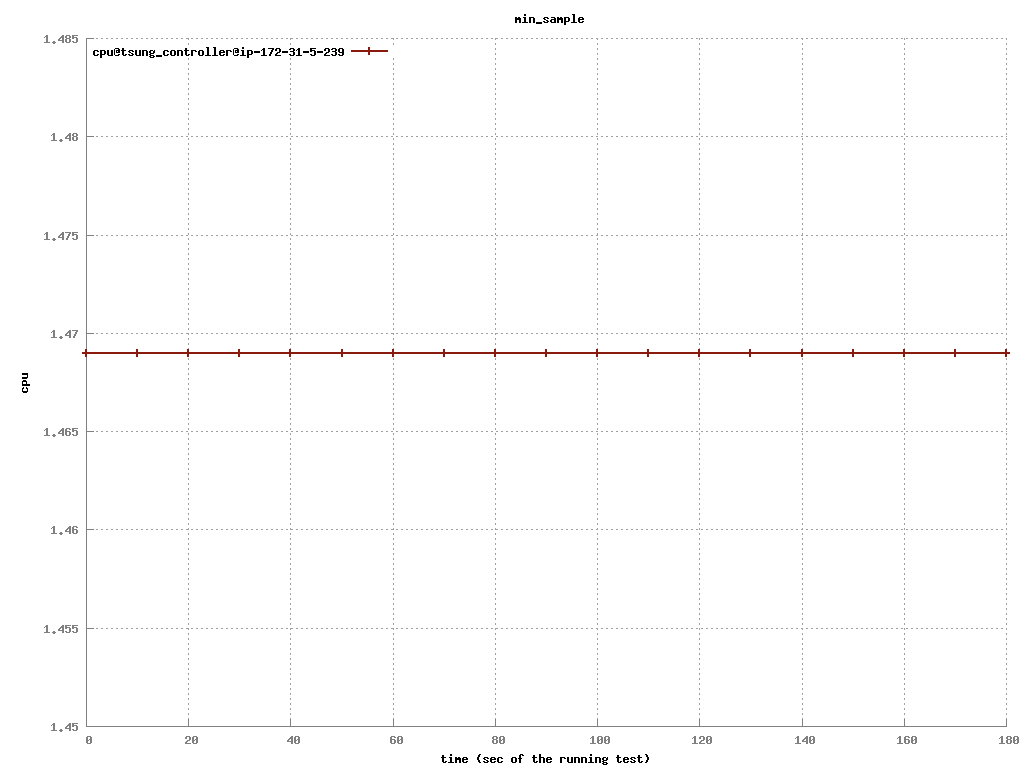 min_sample
1.485
cpu@tsung_controller@ip-172-31-5-239
1.48
1.475
1.47
cpu
1.465
1.46
1.455
1.45
0 20 40 60 80 100 120 140 160 180
time (sec of the running test)